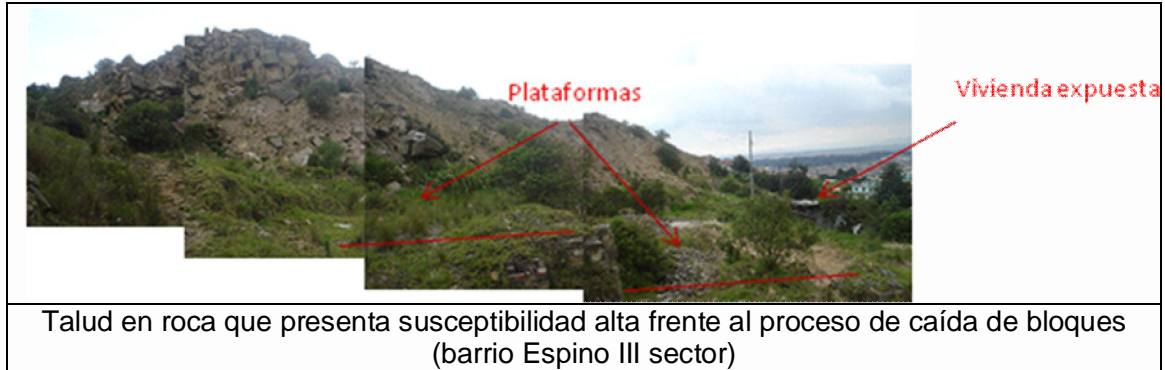 Plataformas
Vivienda expuesta
Talud en roca que presenta susceptibilidad alta frente al proceso de caída de bloques
(barrio Espino III sector)